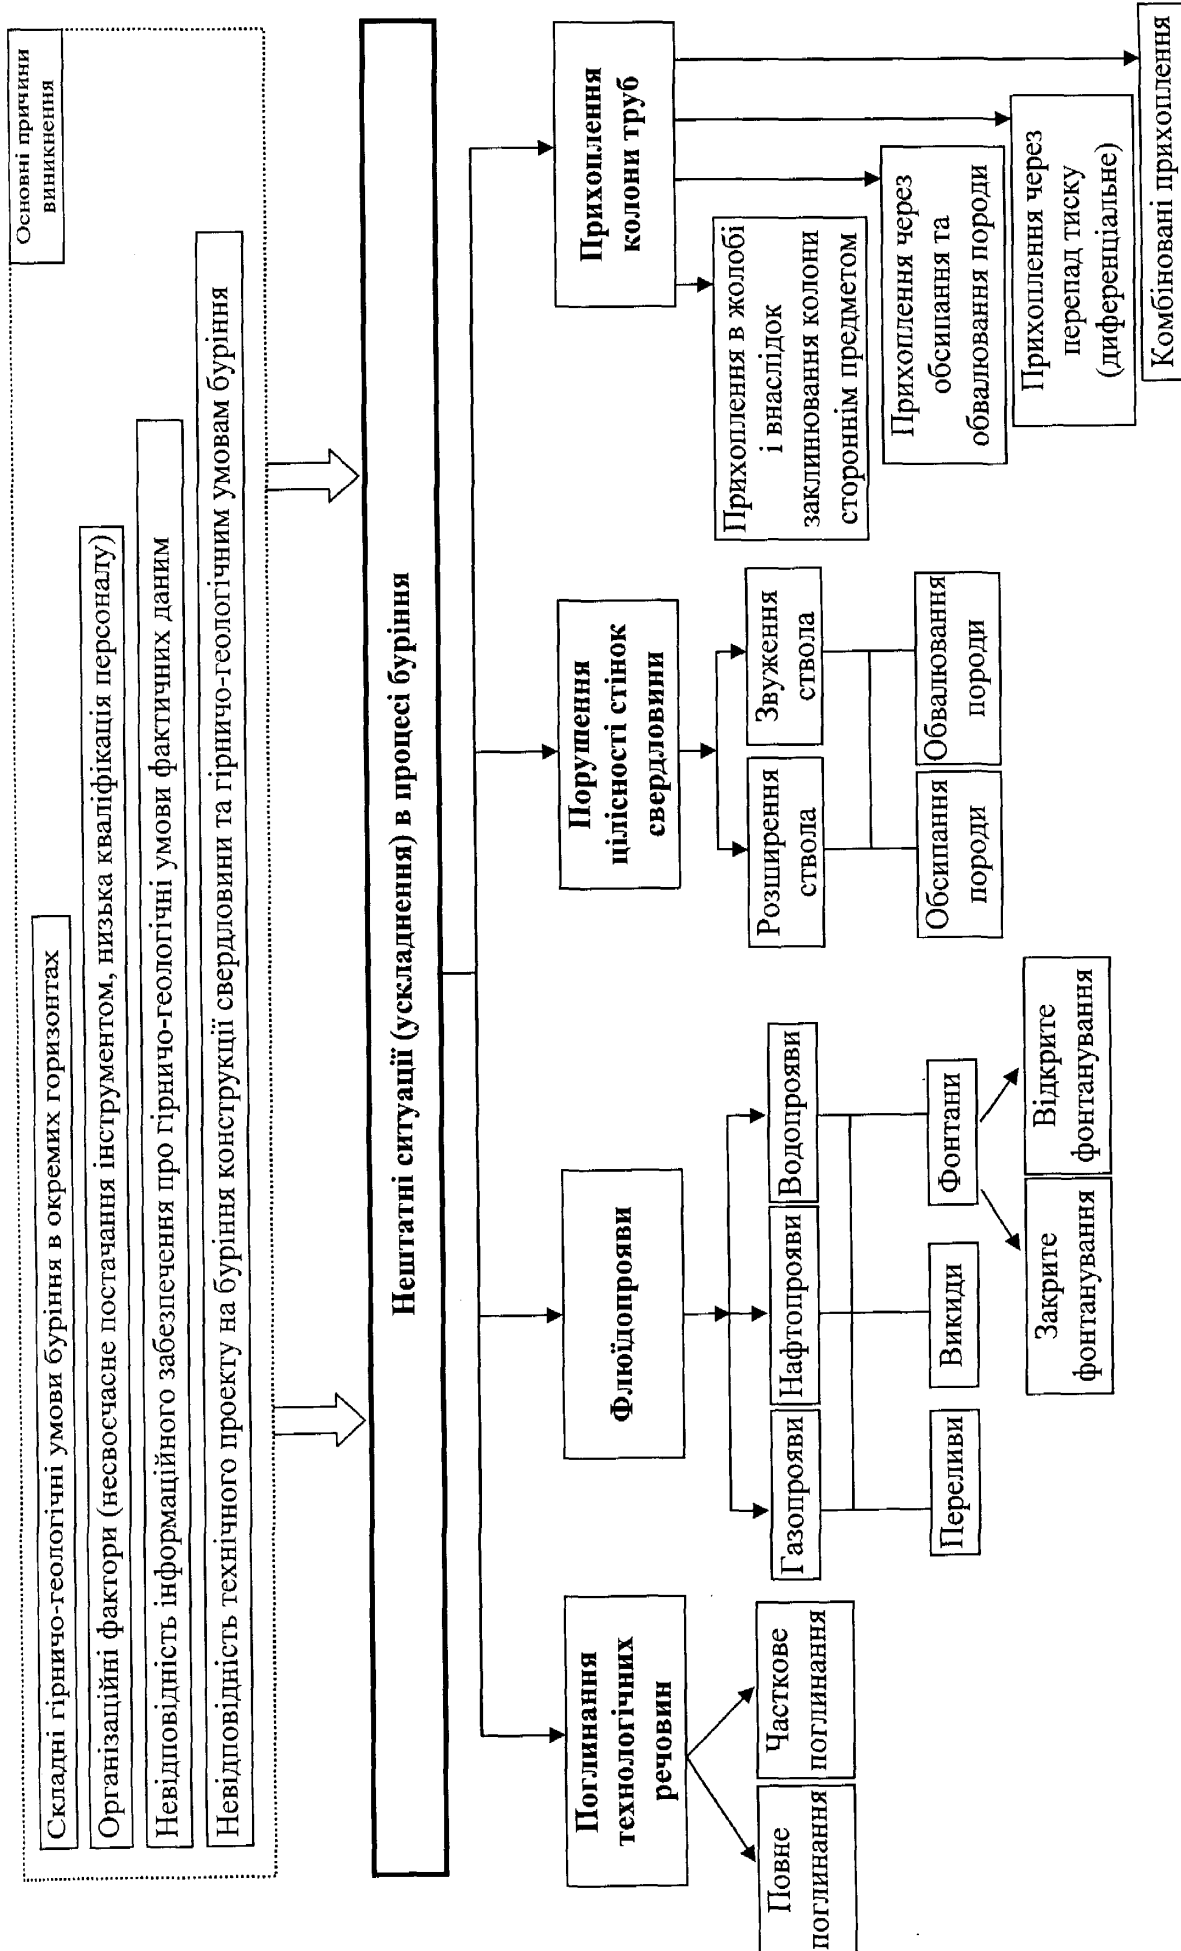 Основні причини
виникнення
Складні гірничо-геологічні умови буріння в окремих горизонтах
Організаційні фактори (несвоєчасне постачання інструментом, низька кваліфікація персоналу)
Невідповідність інформаційного забезпечення про гірничо-геологічні умови фактичних даним
Невідповідність технічного проекту на буріння конструкції свердловини та гірничо-геологічним умовам буріння
Нештатні ситуації (ускладнення) в процесі буріння
Поглинання
технологічних
речовин
Повне
поглинання
Часткове
поглинання
Флюїдопрояви
Газопрояви
Нафтопрояви
Водопрояви
Переливи
Викиди
Фонтани
Закрите
фонтанування
Відкрите
фонтанування
Порушення
цілісності стінок
свердловини
Розширення
ствола
Звуження
ствола
Обсипання
породи
Обвалювання
породи
Прихоплення
колони труб
Прихоплення в жолобі
і внаслідок
заклинювання колони
стороннім предметом
Прихоплення через
обсипання та
обвалювання породи
Прихоплення через
перепад тиску
(диференціальне)
Комбіновані прихоплення